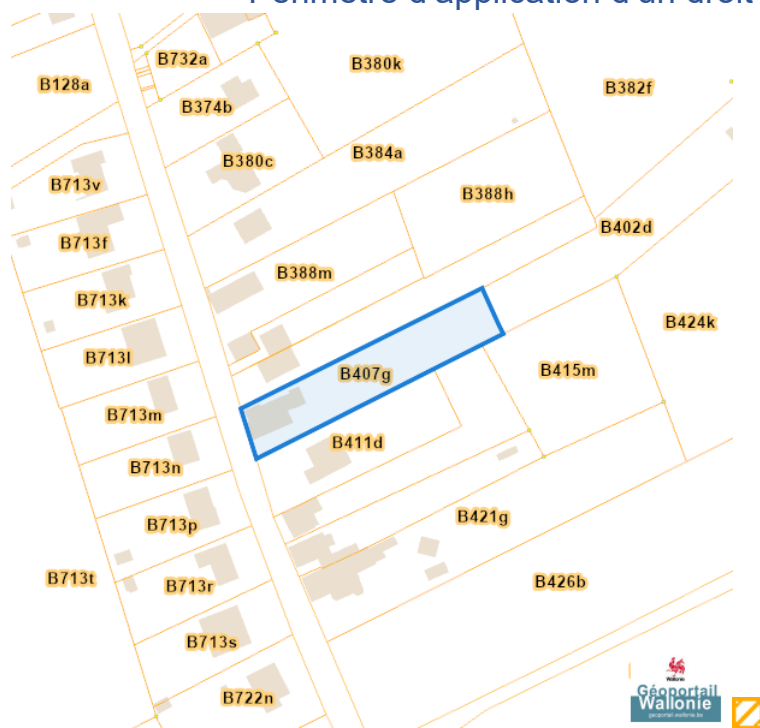 Périmètre d'application d'un droit
B732a
B380k
B128a
B382f
B374b
B384a
B380c
B713v
B388h
B402d
B713f
B388m
B713k
B424k
B713l
B407g
B415m
B713m
B411d
B713n
B421g
B713p
B713t
B713r
B426b
B713s
B722n
Wallonie
Géoportail
Wallonie
geoportail.wallonie.be